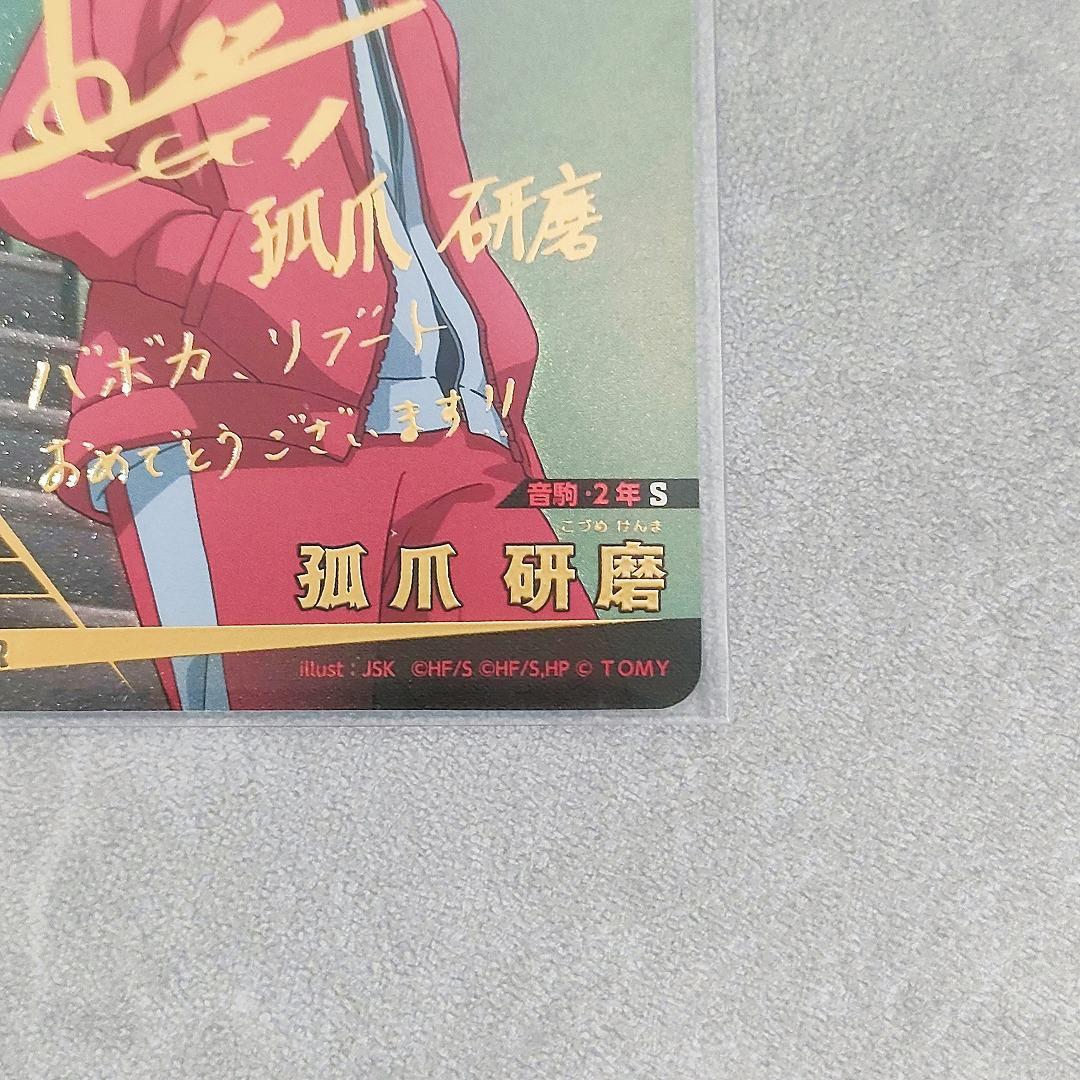 孤爪 研磨
バボカ、リブート
おめでとうございます!!
音駒・2年 S
こづめ けんま
孤爪 研磨
R
illust : JSK ©HF/S ©HF/S,HP © TOMY